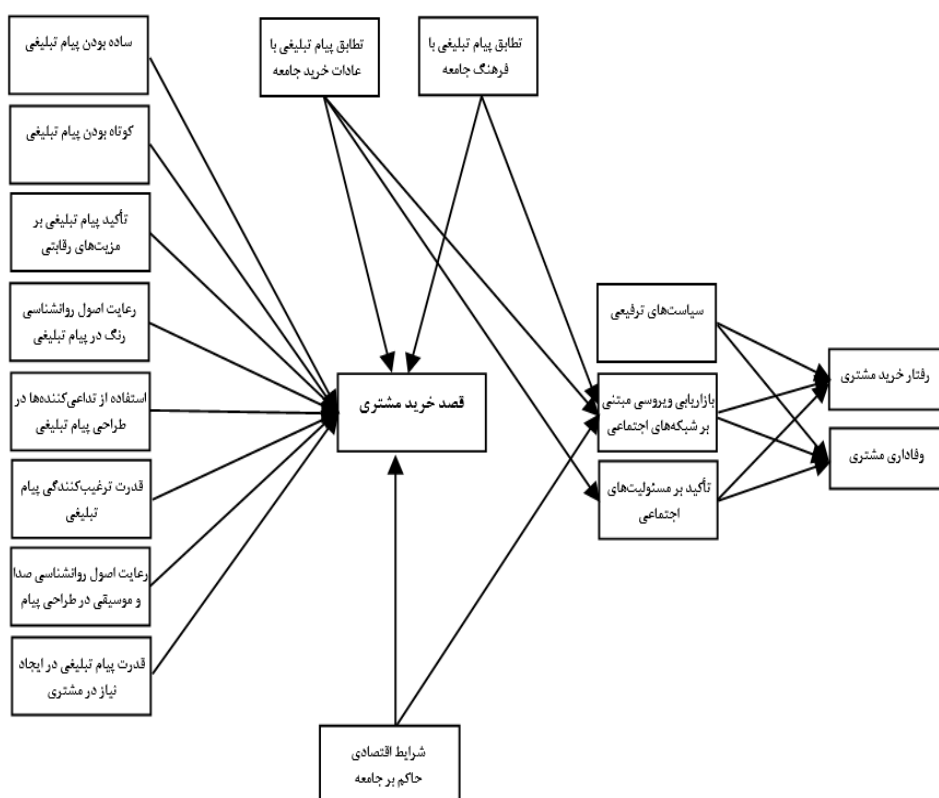 ساده بودن پیام تبلیغی
کوتاه بودن پیام تبلیغی
تأکید پیام تبلیغی بر
مزیت‌های رقابتی
رعایت اصول روانشناسی
رنگ در پیام تبلیغی
استفاده از تداعی‌کننده‌ها در
طراحی پیام تبلیغی
قدرت ترغیب‌کنندگی پیام
تبلیغی
رعایت اصول روانشناسی صدا
و موسیقی در طراحی پیام
قدرت پیام تبلیغی در ایجاد
نیاز در مشتری
تطابق پیام تبلیغی با
عادات خرید جامعه
تطابق پیام تبلیغی با
فرهنگ جامعه
قصد خرید مشتری
شرایط اقتصادی
حاکم بر جامعه
سیاست‌های ترفیعی
بازاریابی ویروسی مبتنی
بر شبکه‌های اجتماعی
تأکید بر مسئولیت‌های
اجتماعی
رفتار خرید مشتری
وفاداری مشتری